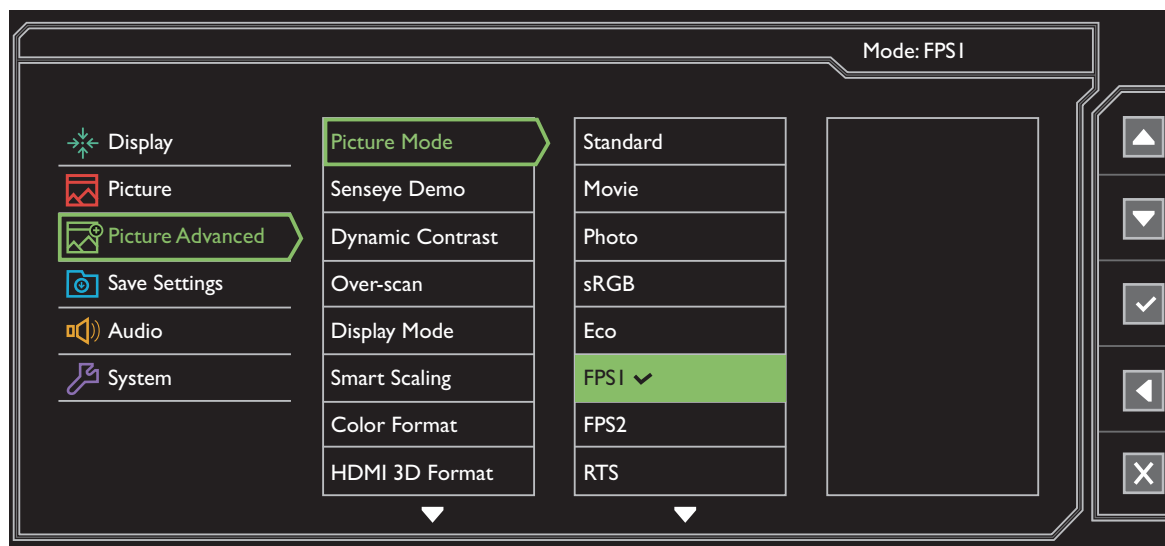 Mode: FPS1
Display
Picture
Picture Advanced
Save Settings
Audio
System
Picture Mode
Senseye Demo
Dynamic Contrast
Over-scan
Display Mode
Smart Scaling
Color Format
HDMI 3D Format
Standard
Movie
Photo
sRGB
Eco
FPS1
FPS2
RTS